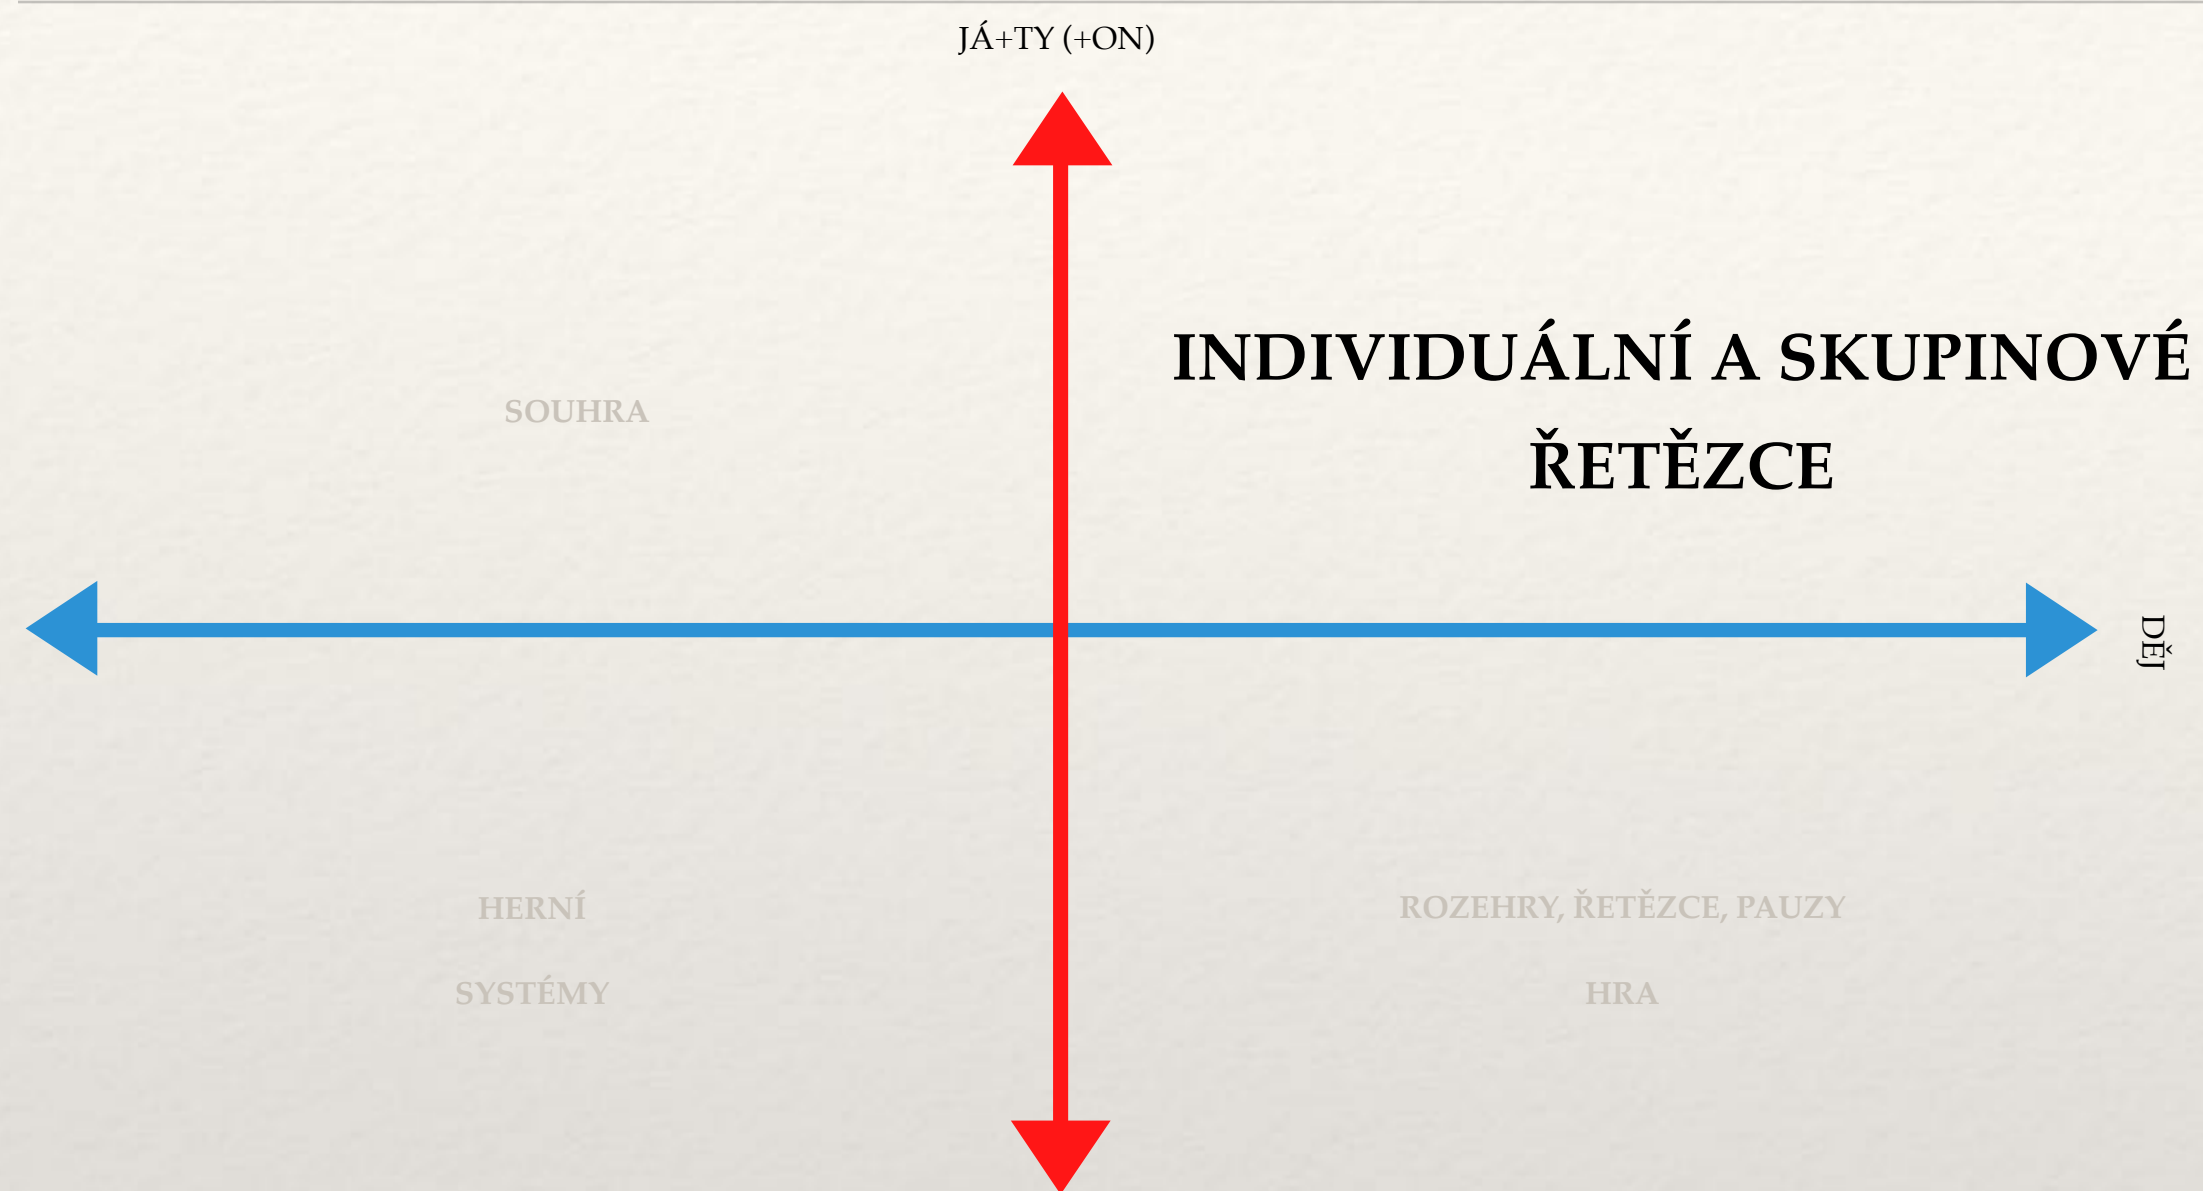 JÁ+TY (+ON)
INDIVIDUÁLNÍ A SKUPINOVÉ
ŘETĚZCE
SOUHRA
DĚJ
HERNÍ
SYSTÉMY
ROZEHRY, ŘETĚZCE, PAUZY
HRA